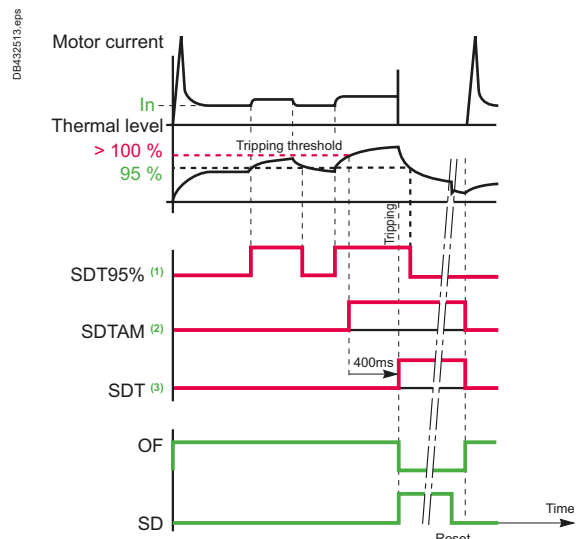 DB432513.eps
Motor current
In
Thermal level
> 100 %
Tripping threshold
95 %
Tripping
SDT95% (1)
SDTAM (2)
400ms
SDT (3)
OF
SD
Time
Reset